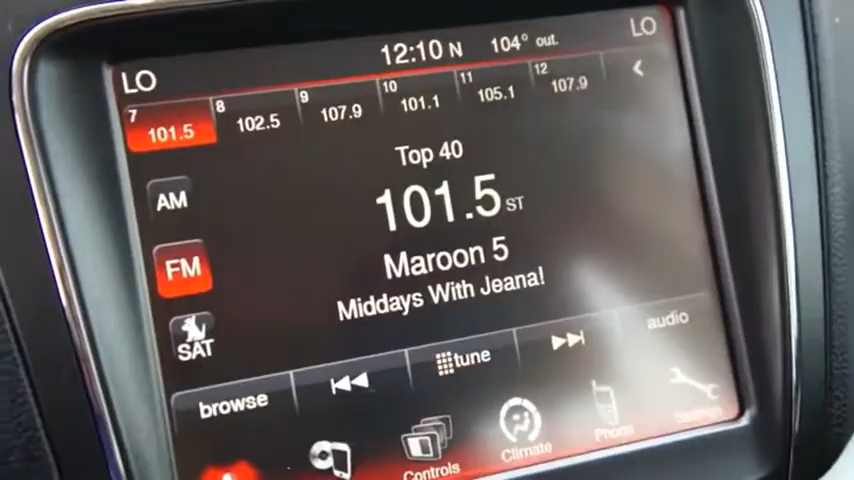 LO 12:10 N 104° out. LO
7 101.5 8 102.5 9 107.9 10 101.1 11 105.1 12 107.9
Top 40
AM
101.5 ST
FM
Maroon 5
Middays With Jeana!
SAT
browse tune audio
Controls Climate Phone Settings